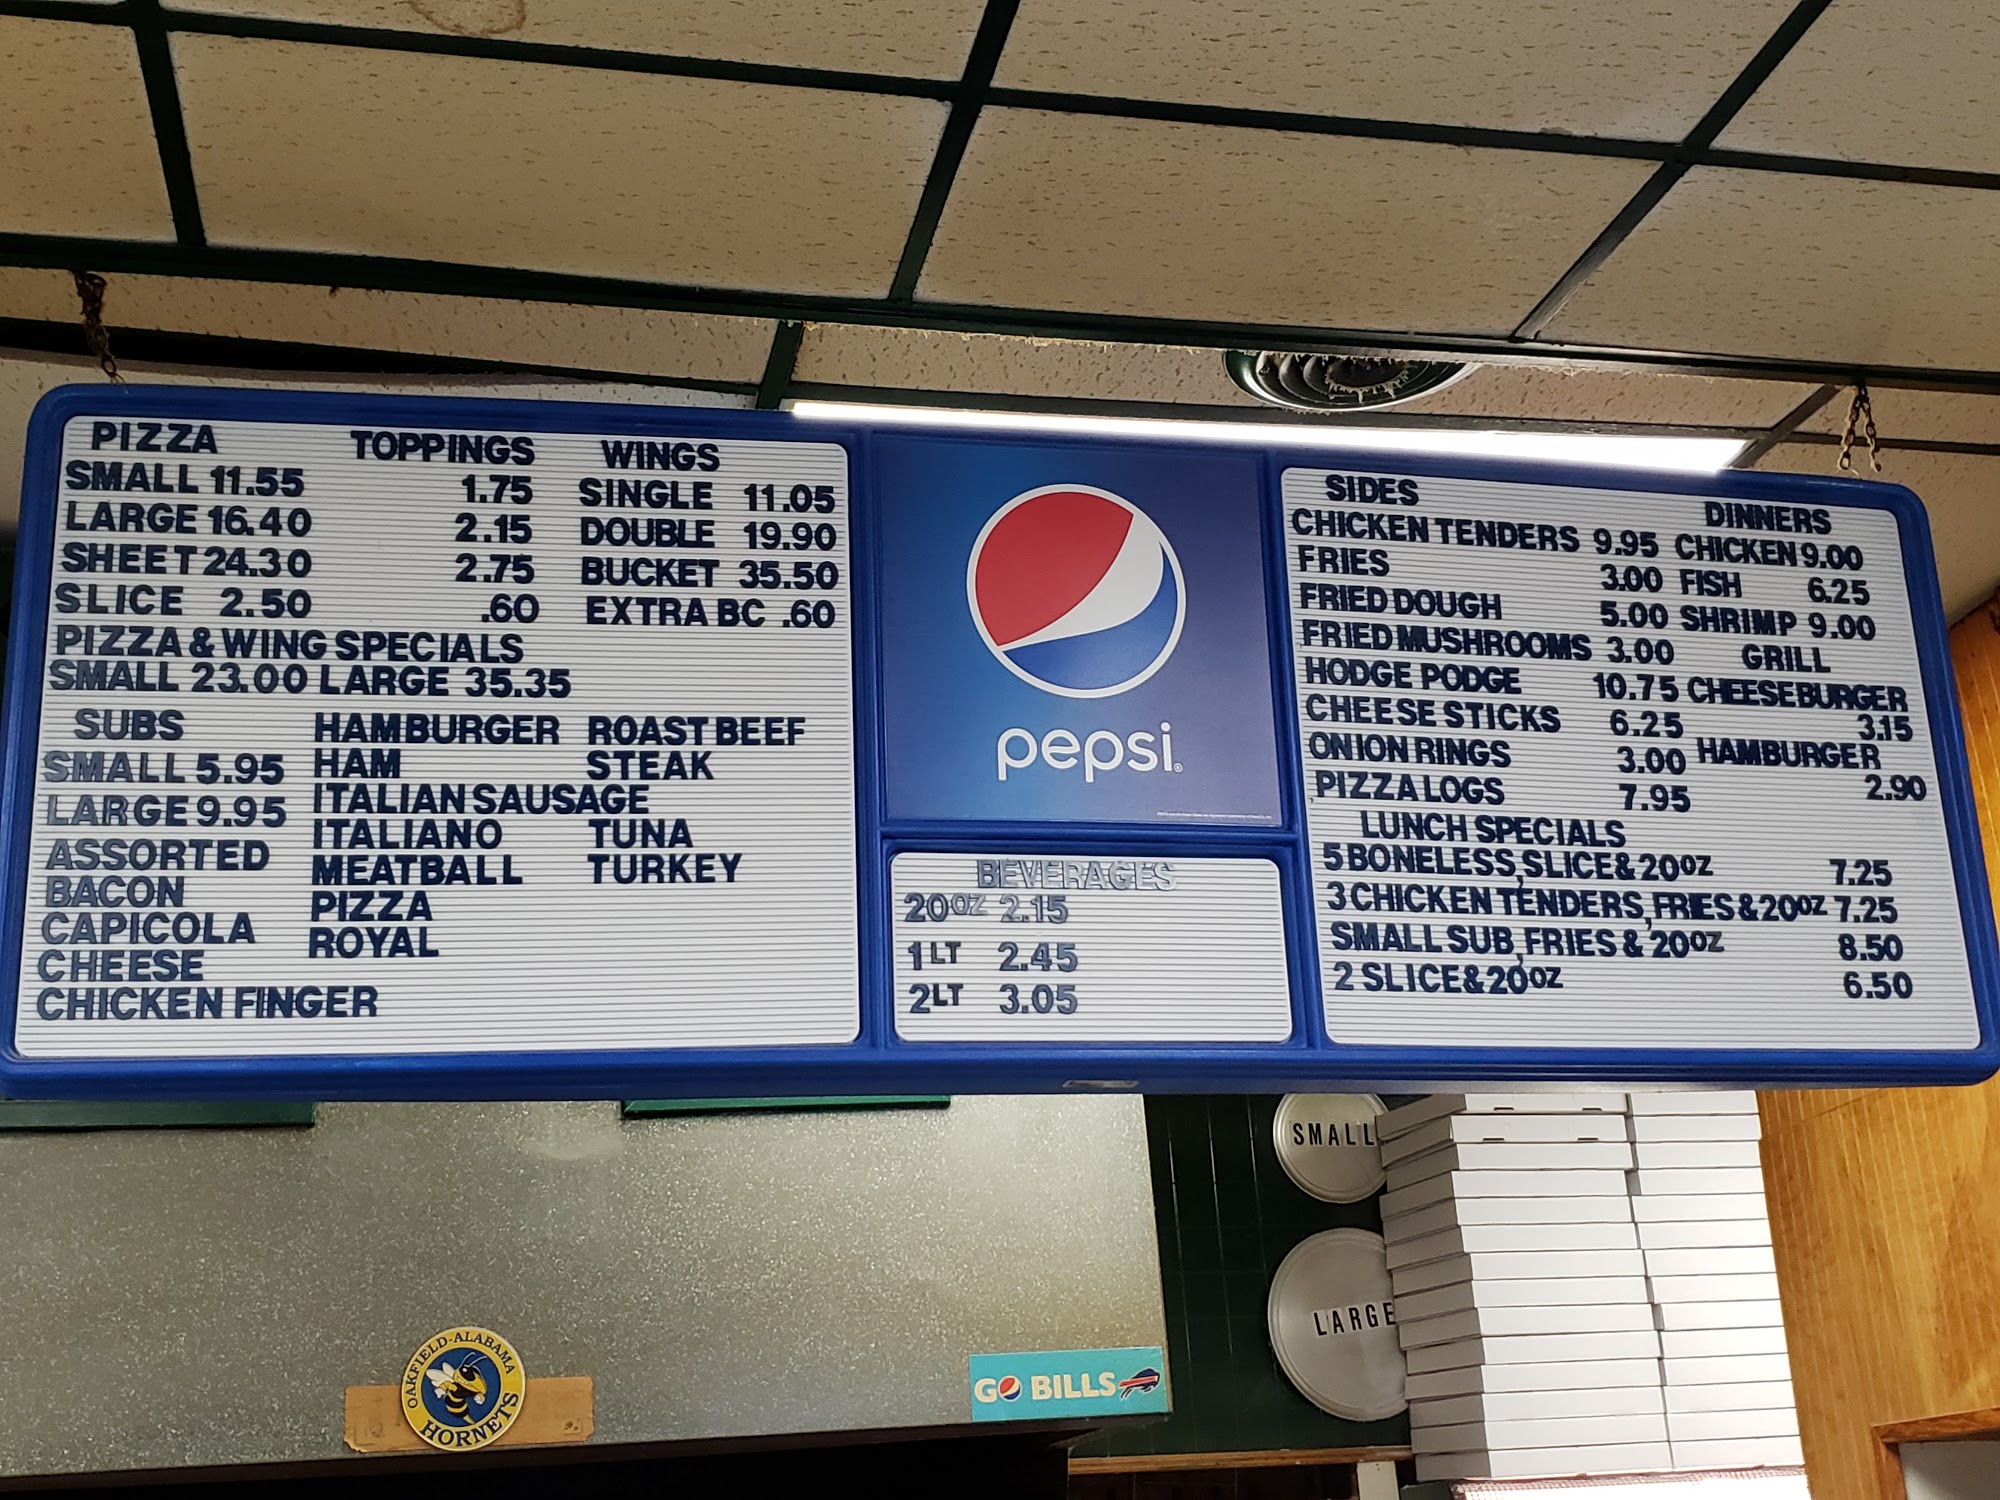 PIZZA TOPPINGS WINGS
SMALL 11.55 1.75 SINGLE 11.05
LARGE 16.40 2.15 DOUBLE 19.90
SHEET 24.30 2.75 BUCKET 35.50
SLICE 2.50 .60 EXTRA BC .60
PIZZA & WING SPECIALS
SMALL 23.00 LARGE 35.35
SUBS HAMBURGER ROAST BEEF
SMALL 5.95 HAM STEAK
LARGE 9.95 ITALIAN SAUSAGE
ASSORTED ITALIANO TUNA
BACON MEATBALL TURKEY
CAPICOLA PIZZA
CHEESE ROYAL
CHICKEN FINGER
pepsi
BEVERAGES
20OZ 2.15
1LT 2.45
2LT 3.05
SIDES DINNERS
CHICKEN TENDERS 9.95 CHICKEN 9.00
FRIES 3.00 FISH 6.25
FRIED DOUGH 5.00 SHRIMP 9.00
FRIED MUSHROOMS 3.00 GRILL
HODGE PODGE 10.75 CHEESEBURGER
CHEESE STICKS 6.25 3.15
ONION RINGS 3.00 HAMBURGER
PIZZA LOGS 7.95 2.90
LUNCH SPECIALS
5 BONELESS, SLICE & 20OZ 7.25
3 CHICKEN TENDERS, FRIES & 20OZ 7.25
SMALL SUB, FRIES & 20OZ 8.50
2 SLICE & 20OZ 6.50
SMALL
LARGE
OAKFIELD-ALABAMA
HORNETS
GO BILLS